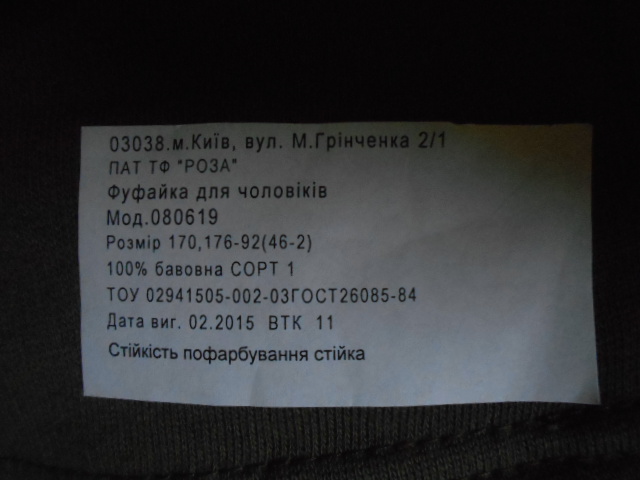 03038.м.Київ, вул. М.Грінченка 2/1
ПАТ ТФ "РОЗА"
Фуфайка для чоловіків
Мод.080619
Розмір 170,176-92(46-2)
100% бавовна СОРТ 1
ТОУ 02941505-002-03ГОСТ26085-84
Дата виг. 02.2015 ВТК 11
Стійкість пофарбування стійка